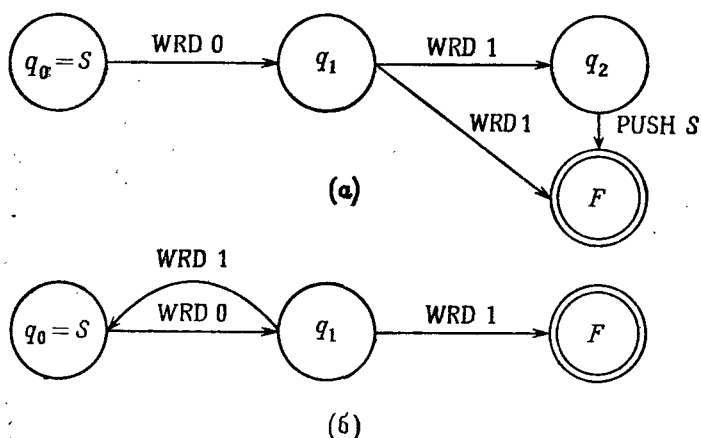 WRD 0
WRD 1
q₀ = S
q₁
q₂
WRD 1
PUSH S
F
(а)
WRD 1
WRD 0
WRD 1
q₀ = S
q₁
F
(б)